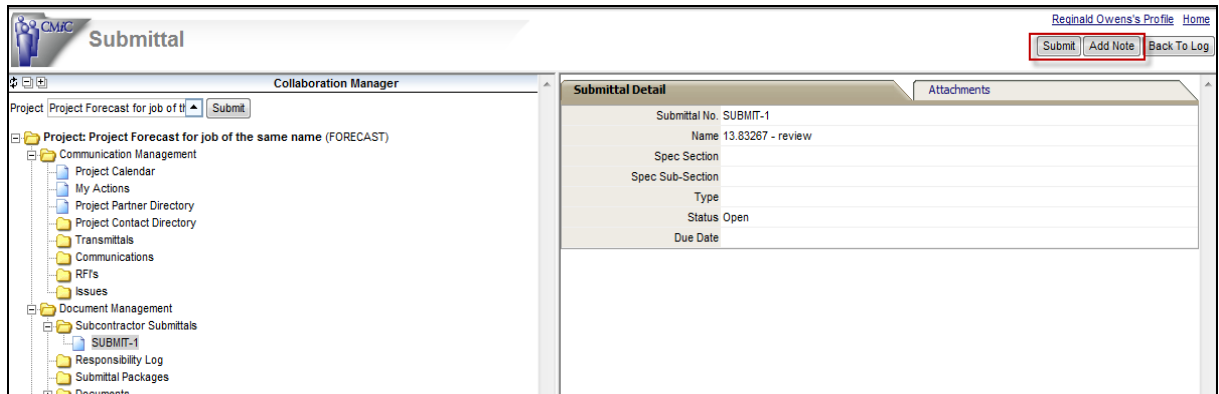 CMiC
Submittal
Reginald Owens's Profile Home
Submit Add Note Back To Log
Collaboration Manager
Project Project Forecast for job of th Submit
Project: Project Forecast for job of the same name (FORECAST)
Communication Management
Project Calendar
My Actions
Project Partner Directory
Project Contact Directory
Transmittals
Communications
RFI's
Issues
Document Management
Subcontractor Submittals
SUBMIT-1
Responsibility Log
Submittal Packages
Documents
Submittal Detail
Attachments
Submittal No. SUBMIT-1
Name 13.83267 - review
Spec Section
Spec Sub-Section
Type
Status Open
Due Date